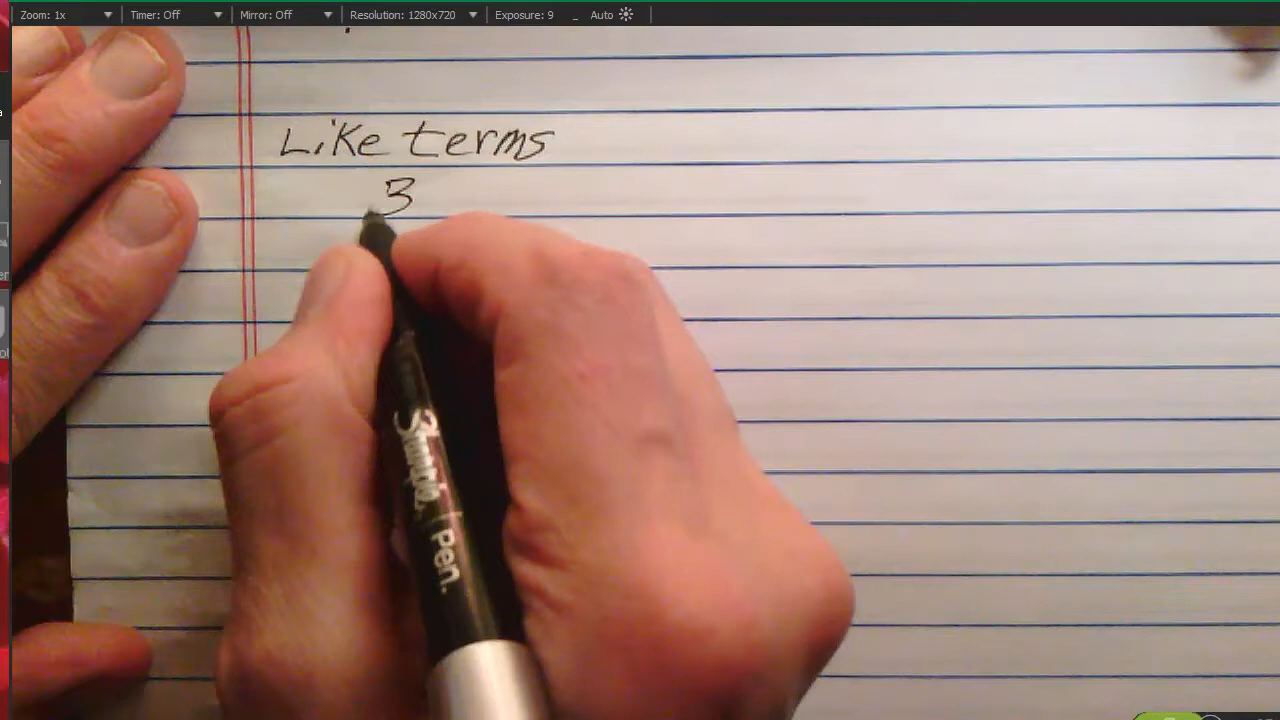 Zoom: 1x Timer: Off Mirror: Off Resolution: 1280x720 Exposure: 9 Auto
Like terms
3
Sharpie Pen.